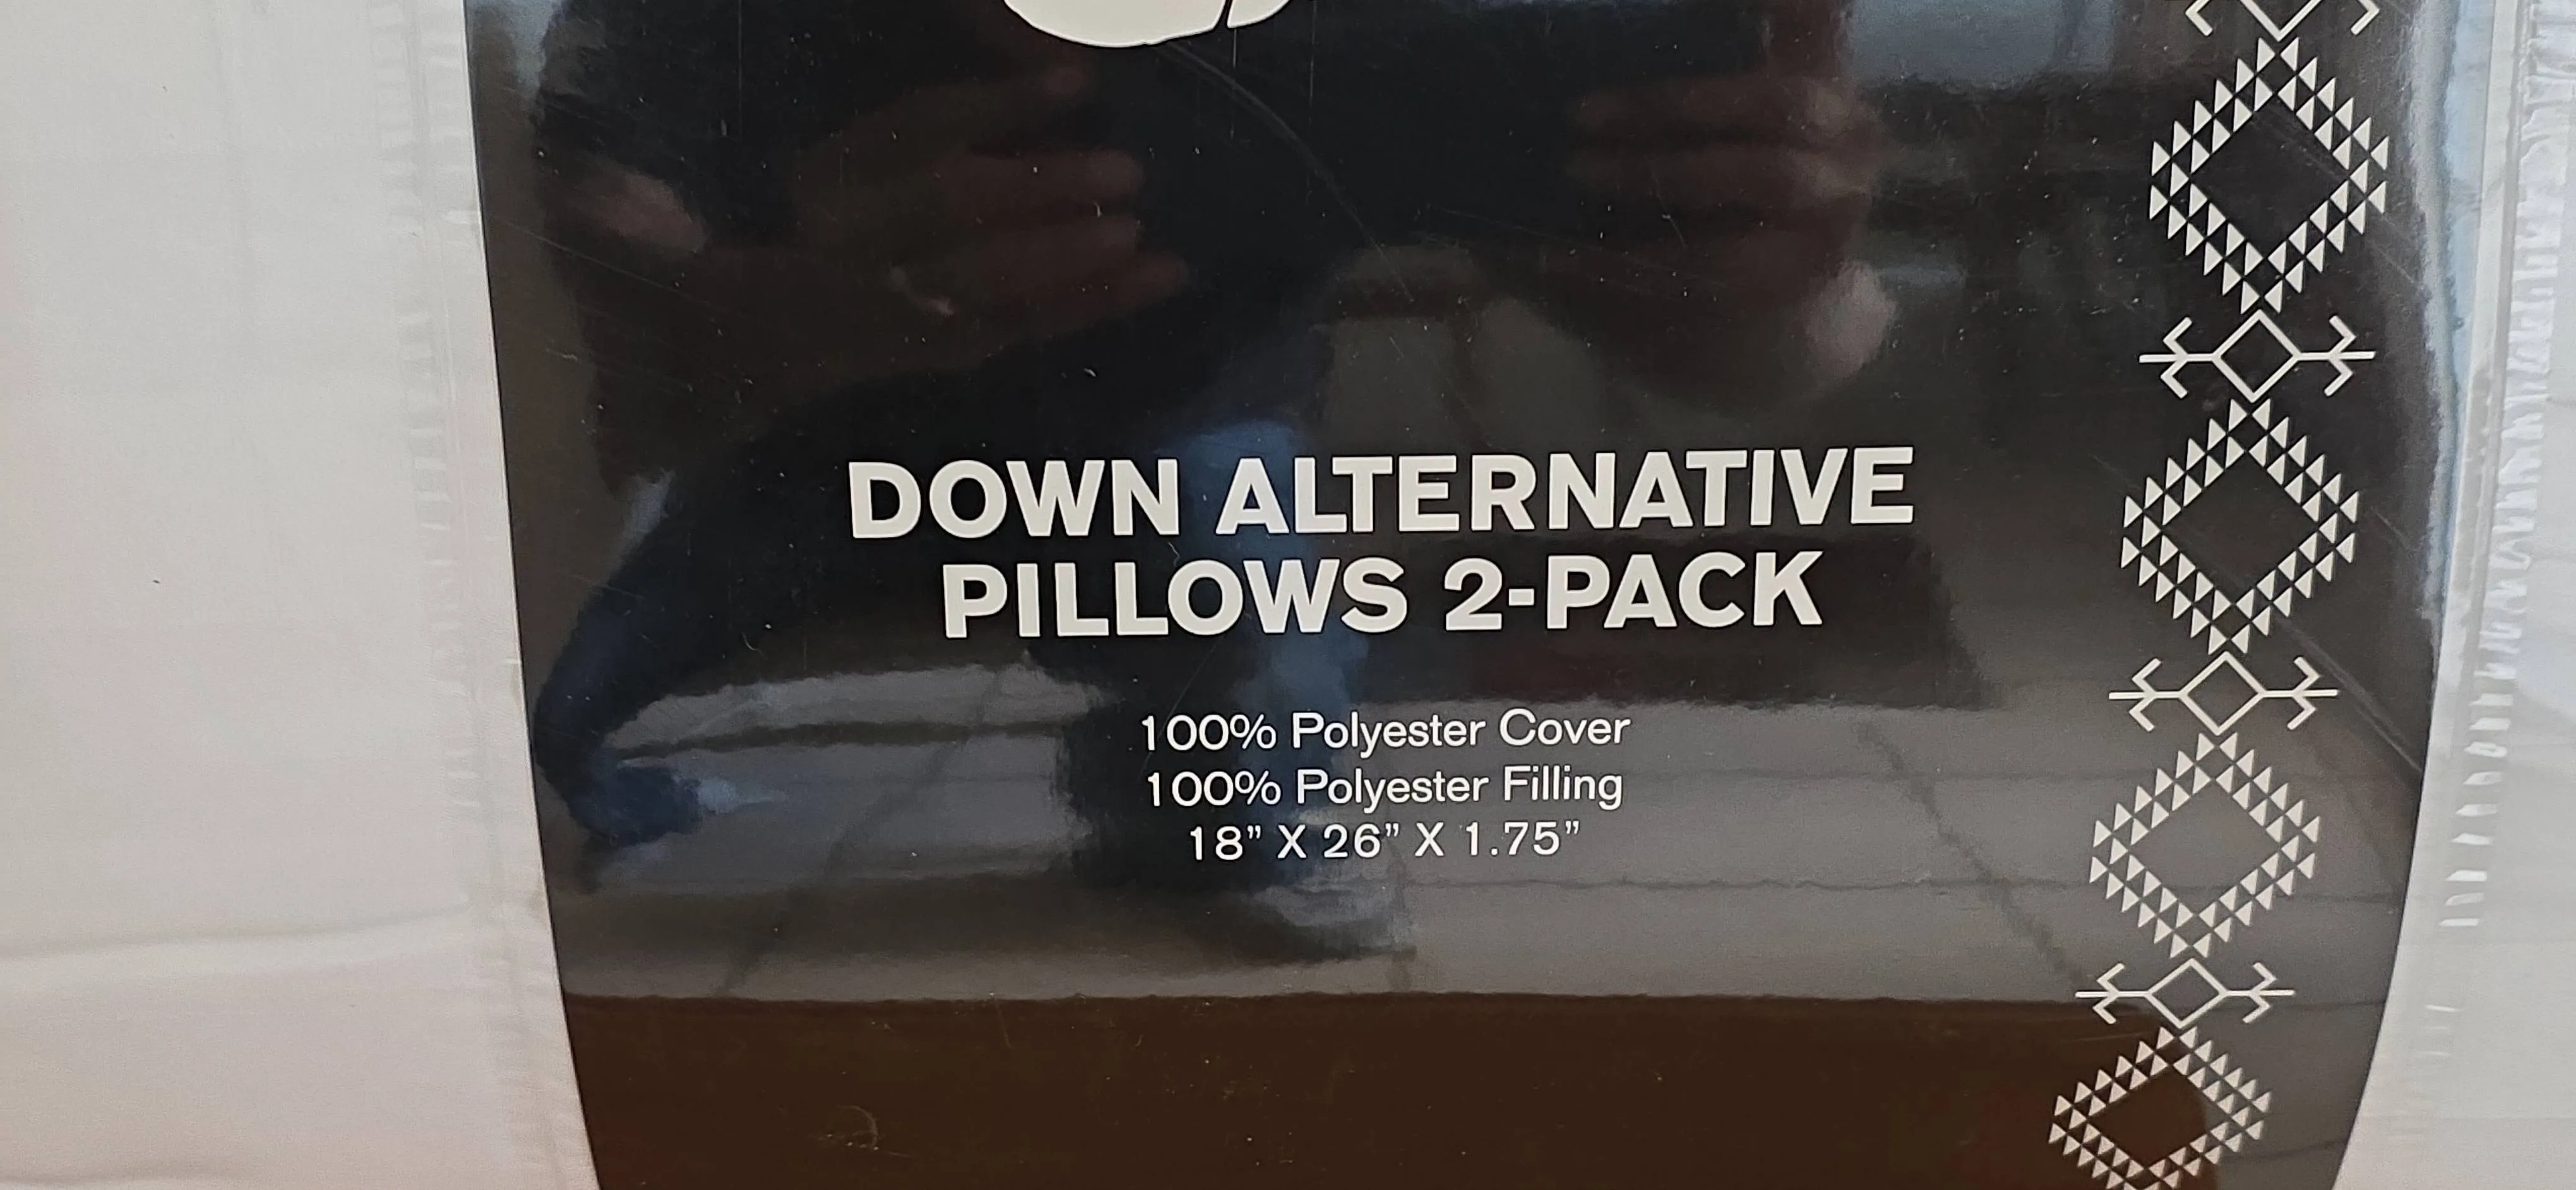 DOWN ALTERNATIVE
PILLOWS 2-PACK
100% Polyester Cover
100% Polyester Filling
18” X 26” X 1.75”